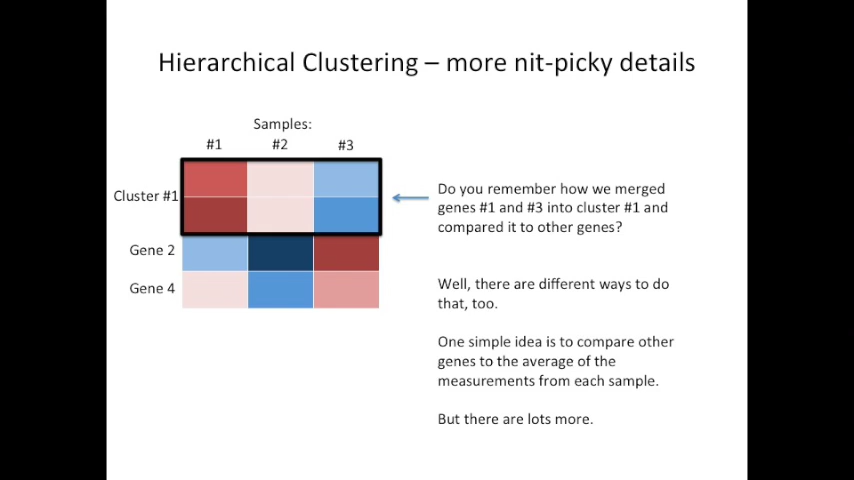 Hierarchical Clustering – more nit-picky details
Samples:
#1 #2 #3
Cluster #1
Gene 2
Gene 4
Do you remember how we merged
genes #1 and #3 into cluster #1 and
compared it to other genes?
Well, there are different ways to do
that, too.
One simple idea is to compare other
genes to the average of the
measurements from each sample.
But there are lots more.